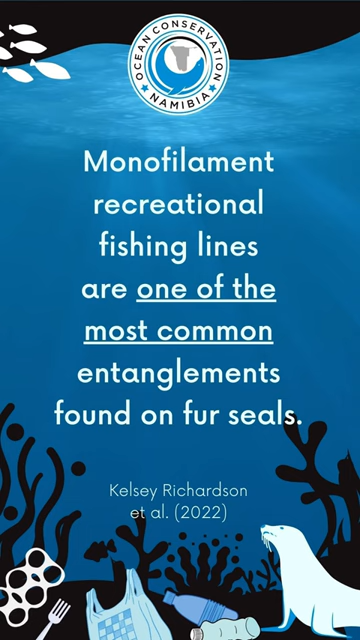 OCEAN CONSERVATION
NAMIBIA
Monofilament
recreational
fishing lines
are one of the
most common
entanglements
found on fur seals.
Kelsey Richardson
et al. (2022)